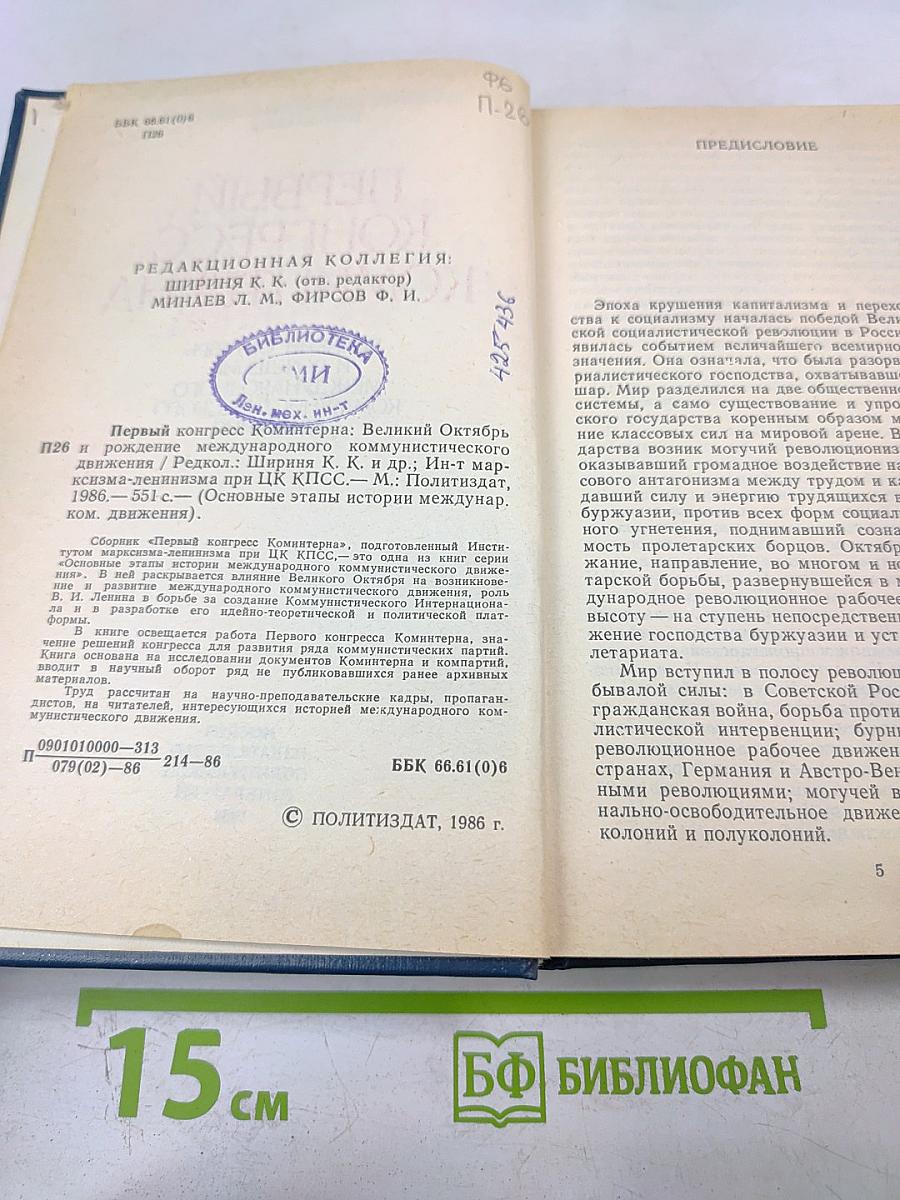 ББК 66.61(0)6
П26
Ф6
П-26
РЕДАКЦИОННАЯ КОЛЛЕГИЯ:
ШИРИНЯ К. К. (отв. редактор)
МИНАЕВ Л. М., ФИРСОВ Ф. И.
425436
БИБЛИОТЕКА
МИ
Лен. мех. ин-т
Первый конгресс Коминтерна: Великий Октябрь
П26 и рождение международного коммунистического
движения / Редкол.: Шириня К. К. и др.; Ин-т мар-
ксизма-ленинизма при ЦК КПСС.— М.: Политиздат,
1986.— 551 с.— (Основные этапы истории междунар.
ком. движения).
Сборник «Первый конгресс Коминтерна», подготовленный Инсти-
тутом марксизма-ленинизма при ЦК КПСС,— это одна из книг серии
«Основные этапы истории международного коммунистического движе-
ния». В ней раскрывается влияние Великого Октября на возникнове-
ние и развитие международного коммунистического движения, роль
В. И. Ленина в борьбе за создание Коммунистического Интернациона-
ла и в разработке его идейно-теоретической и политической плат-
формы.
В книге освещается работа Первого конгресса Коминтерна, зна-
чение решений конгресса для развития ряда коммунистических партий.
Книга основана на исследовании документов Коминтерна и компартий,
вводит в научный оборот ряд не публиковавшихся ранее архивных
материалов.
Труд рассчитан на научно-преподавательские кадры, пропаган-
дистов, на читателей, интересующихся историей международного ком-
мунистического движения.
П 0901010000—313
079(02)—86 214—86
ББК 66.61(0)6
© ПОЛИТИЗДАТ, 1986 г.
ПРЕДИСЛОВИЕ
Эпоха крушения капитализма и перехо
ства к социализму началась победой Вели
ской социалистической революции в Росси
явилась событием величайшего всемирно
значения. Она означала, что была разорв
риалистического господства, охватывавше
шар. Мир разделился на две общественно
системы, а само существование и упро
ского государства коренным образом м
ние классовых сил на мировой арене. В
дарства возник могучий революциониз
оказывавший громадное воздействие на
сового антагонизма между трудом и ка
давший силу и энергию трудящихся в
буржуазии, против всех форм социал
ного угнетения, поднимавший созна
мость пролетарских борцов. Октябр
жание, направление, во многом и но
тарской борьбы, развернувшейся в м
дународное революционное рабочее
высоту — на ступень непосредствен
жение господства буржуазии и уст
летариата.
Мир вступил в полосу революц
бывалой силы: в Советской Рос
гражданская война, борьба проти
листической интервенции; бурн
революционное рабочее движен
странах, Германия и Австро-Вен
ными революциями; могучей в
нально-освободительное движе
колоний и полуколоний.
5
15 см
БФ БИБЛИОФАН